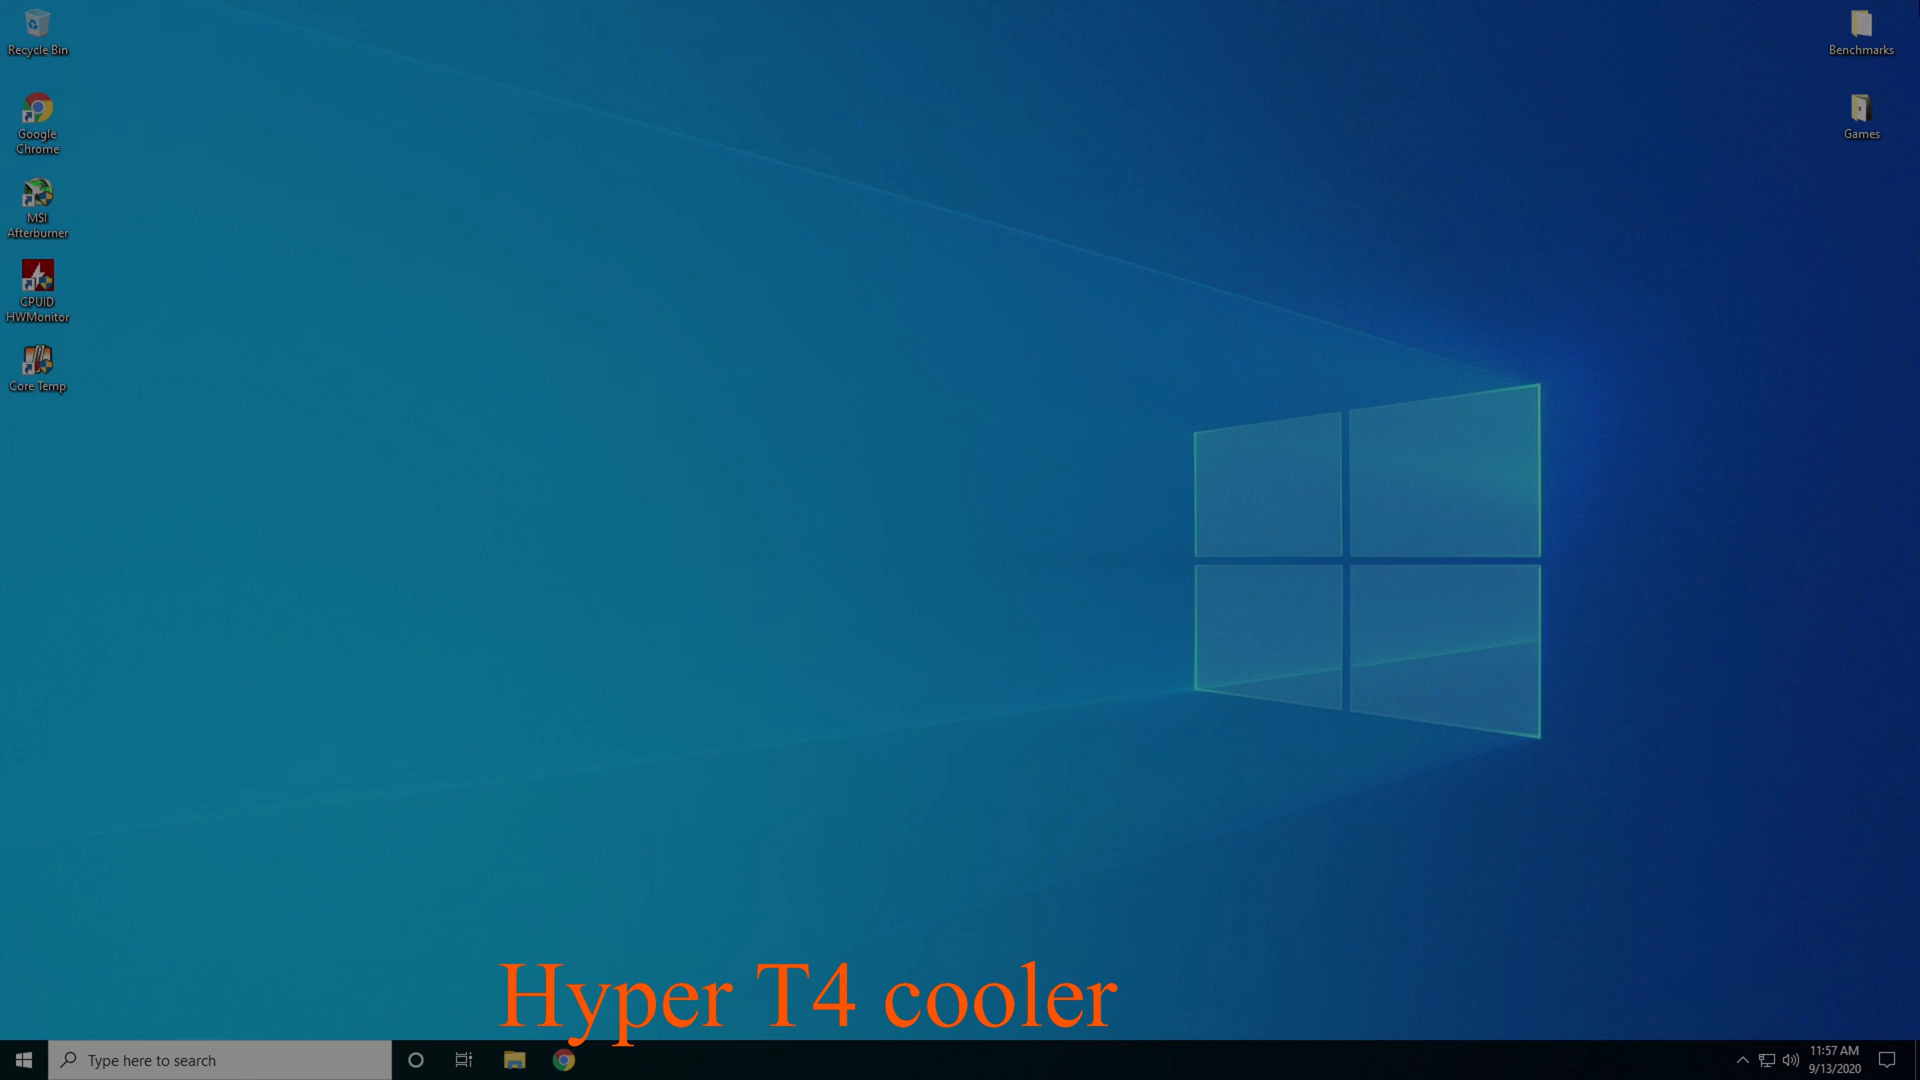 Recycle Bin
Google
Chrome
MSI
Afterburner
CPUID
HWMonitor
Core Temp
Benchmarks
Games
Hyper T4 cooler
Type here to search
11:57 AM
9/13/2020